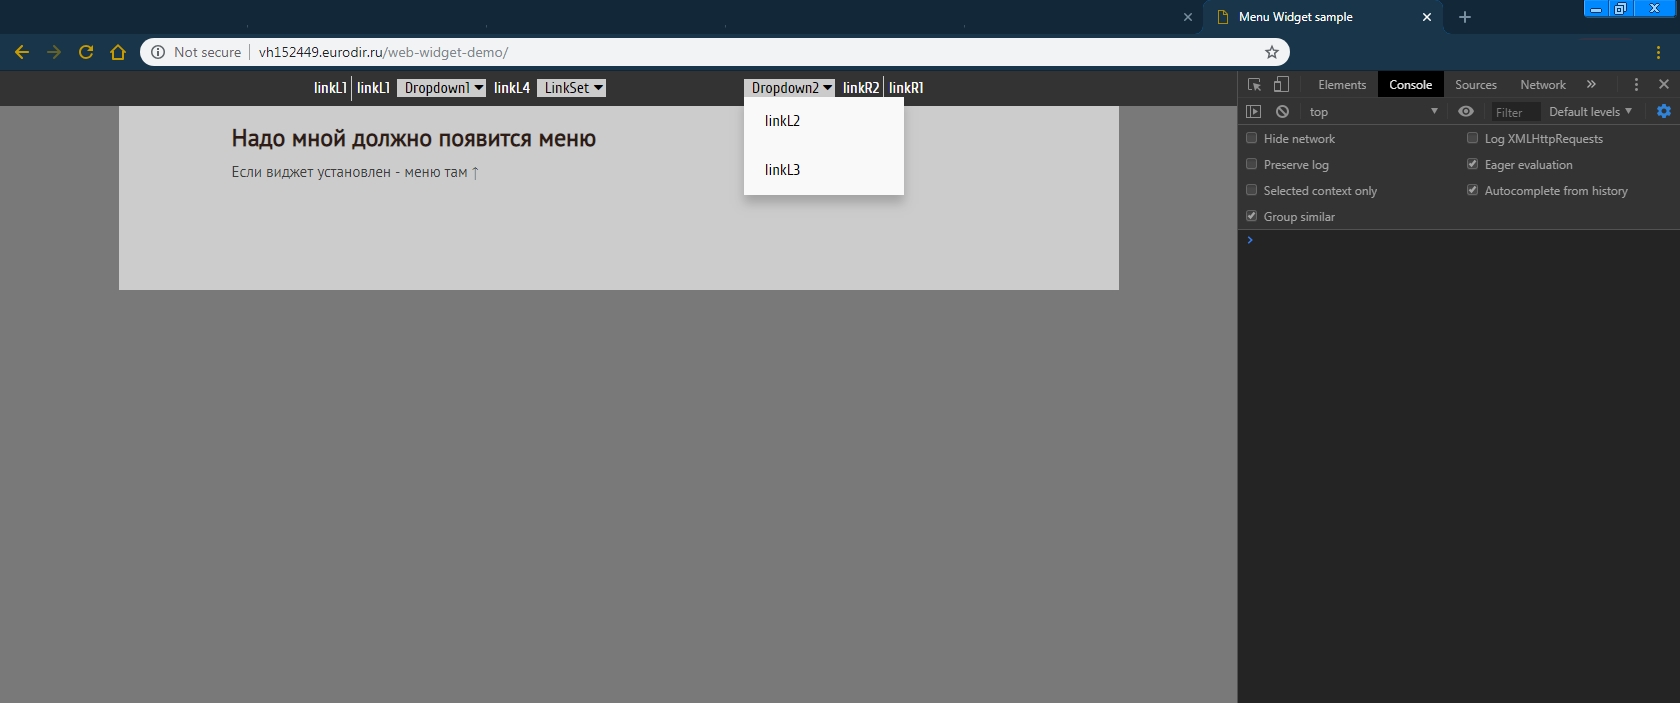 Menu Widget sample
Not secure vh152449.eurodir.ru/web-widget-demo/
linkL1 linkL1 Dropdown1 linkL4 LinkSet Dropdown2 linkR2 linkR1
linkL2
linkL3
Надо мной должно появится меню
Если виджет установлен - меню там ↑
Elements Console Sources Network »
top Filter Default levels
Hide network Log XMLHttpRequests
Preserve log Eager evaluation
Selected context only Autocomplete from history
Group similar